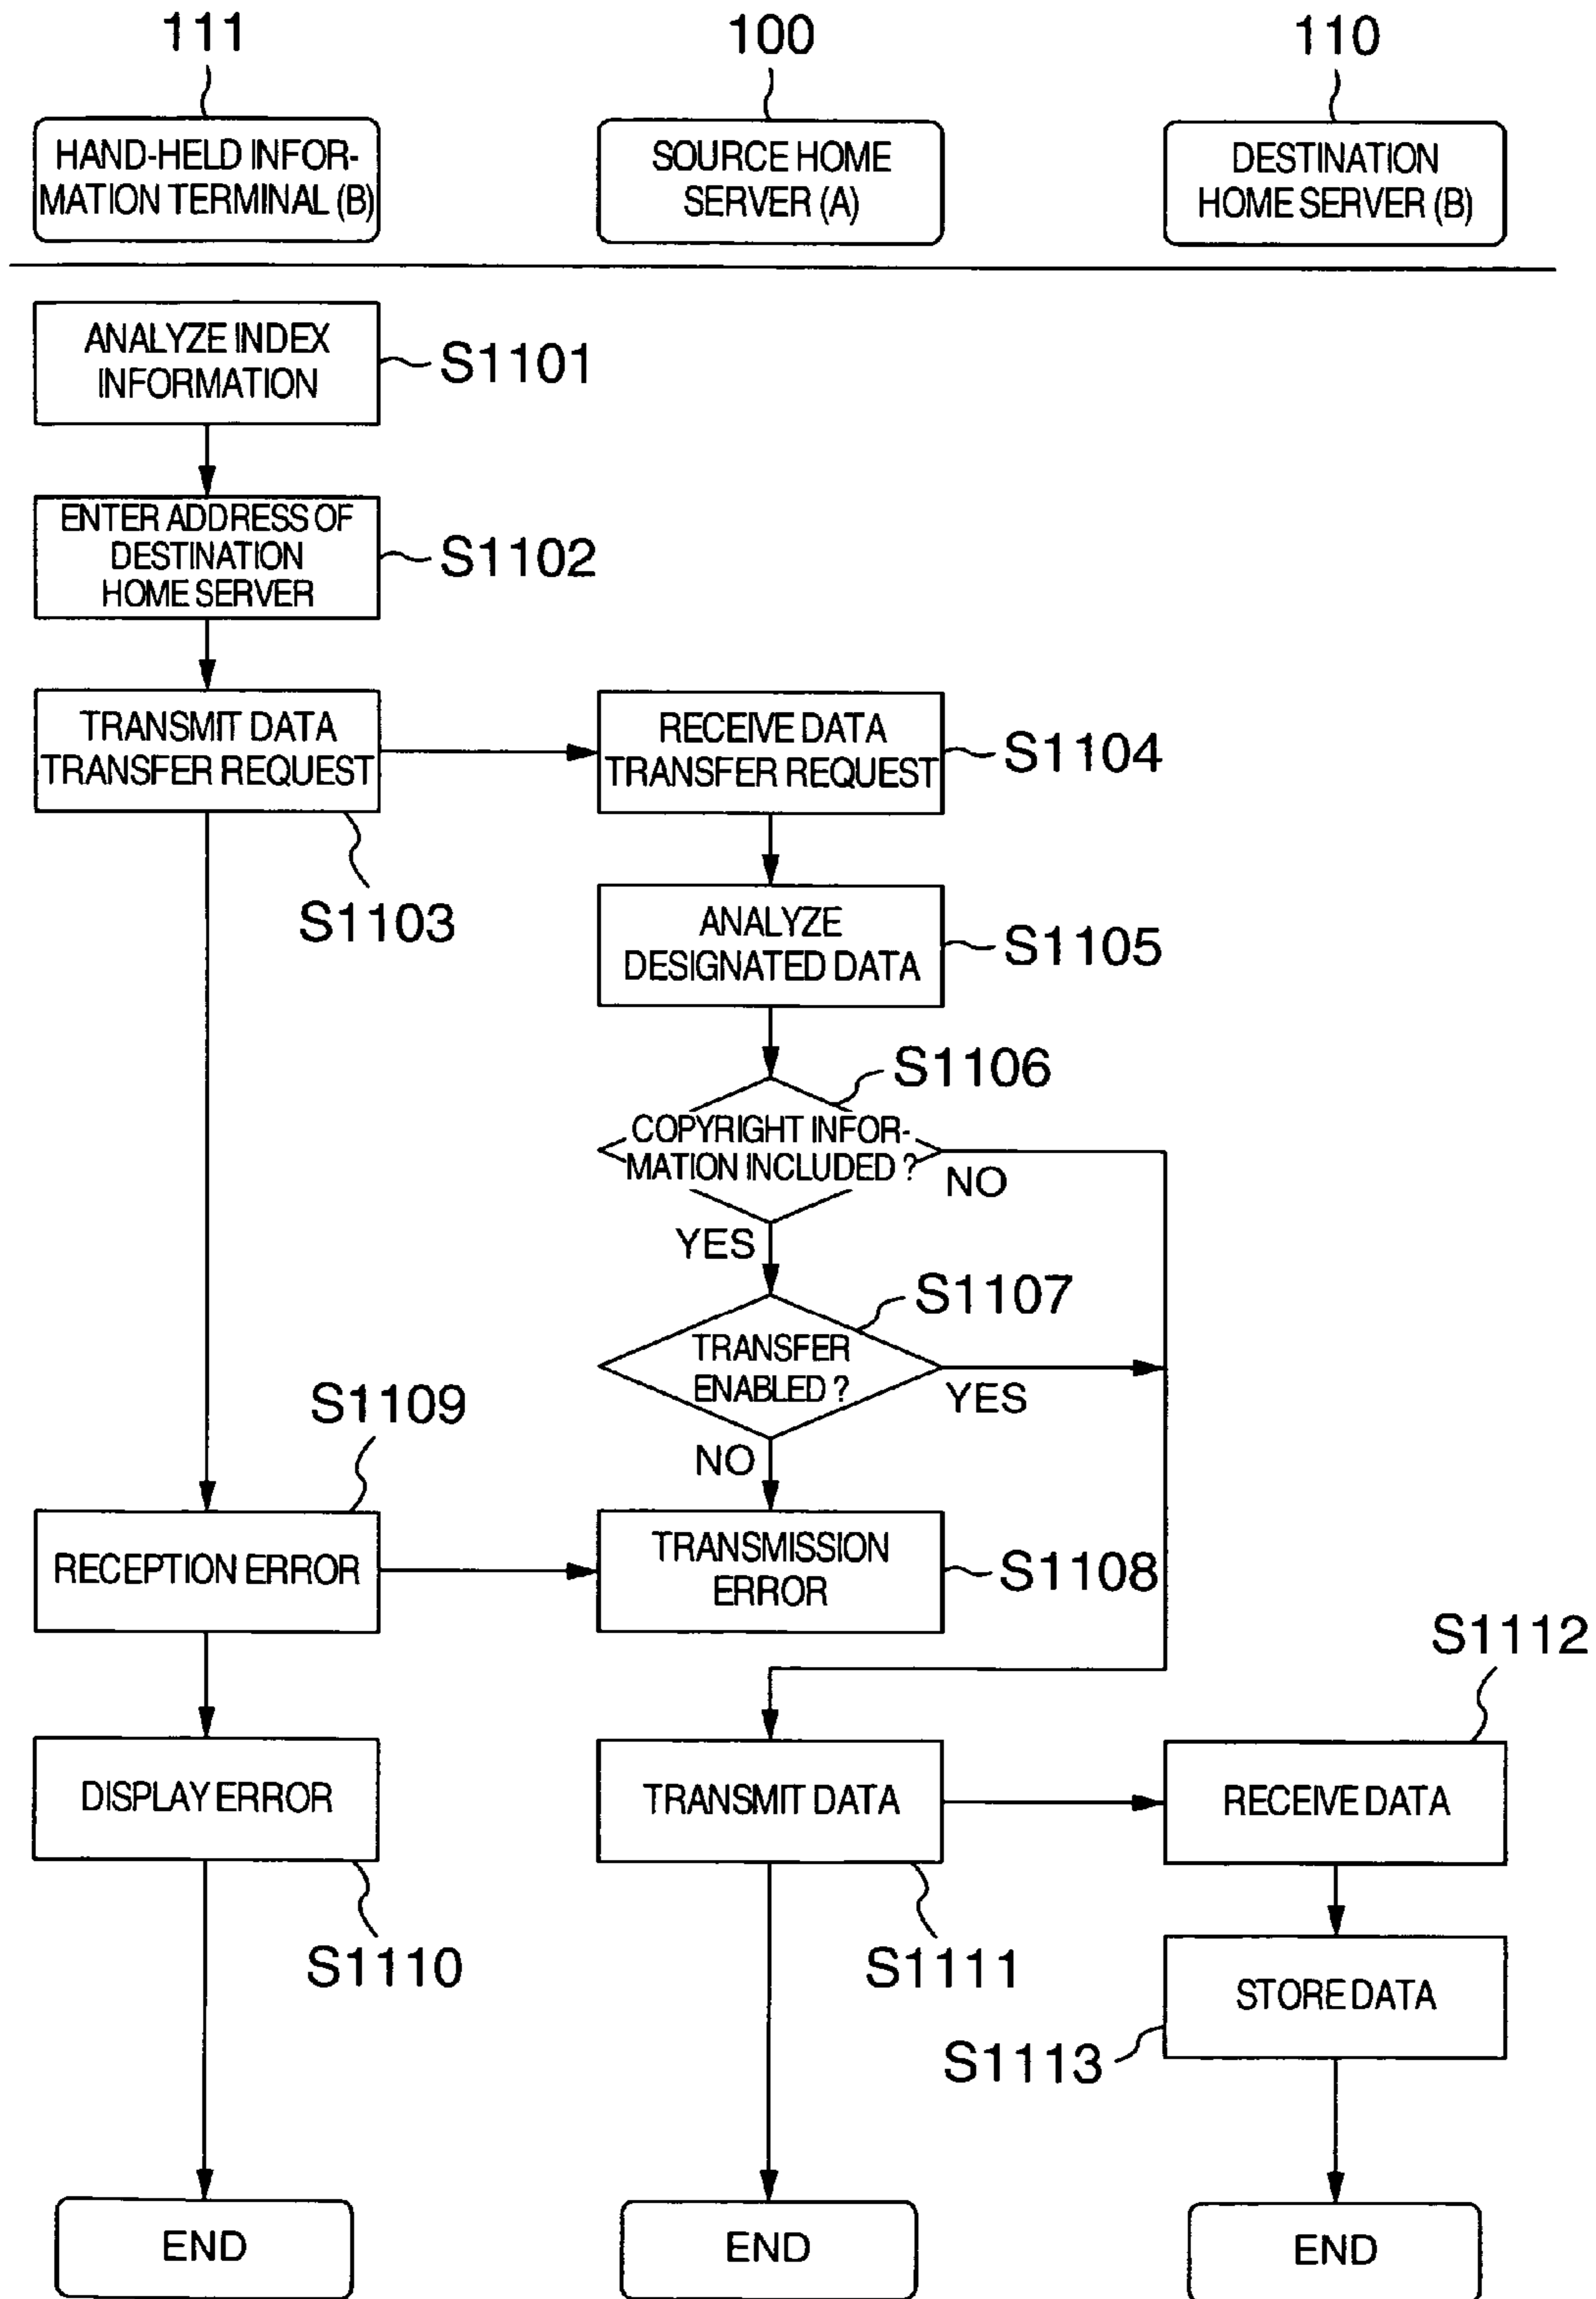 111
100
110
HAND-HELD INFOR-
MATION TERMINAL (B)
SOURCE HOME
SERVER (A)
DESTINATION
HOME SERVER (B)
ANALYZE INDEX
INFORMATION
S1101
ENTER ADDRESS OF
DESTINATION
HOME SERVER
S1102
TRANSMIT DATA
TRANSFER REQUEST
S1103
RECEIVE DATA
TRANSFER REQUEST
S1104
ANALYZE
DESIGNATED DATA
S1105
S1106
COPYRIGHT INFOR-
MATION INCLUDED ?
NO
YES
S1107
TRANSFER
ENABLED ?
YES
NO
S1109
RECEPTION ERROR
TRANSMISSION
ERROR
S1108
S1112
DISPLAY ERROR
TRANSMIT DATA
RECEIVE DATA
S1110
S1111
STORE DATA
S1113
END
END
END